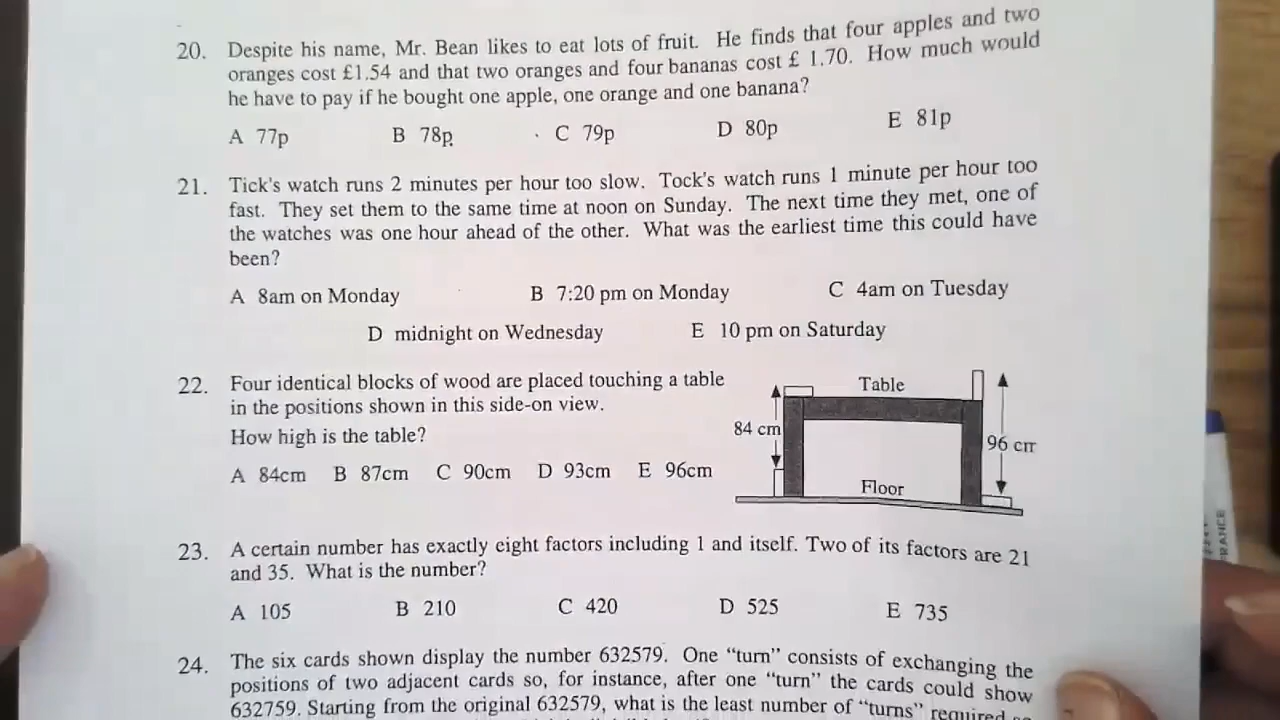 20. Despite his name, Mr. Bean likes to eat lots of fruit. He finds that four apples and two
oranges cost £1.54 and that two oranges and four bananas cost £ 1.70. How much would
he have to pay if he bought one apple, one orange and one banana?
A 77p B 78p C 79p D 80p E 81p
21. Tick's watch runs 2 minutes per hour too slow. Tock's watch runs 1 minute per hour too
fast. They set them to the same time at noon on Sunday. The next time they met, one of
the watches was one hour ahead of the other. What was the earliest time this could have
been?
A 8am on Monday B 7:20 pm on Monday C 4am on Tuesday
D midnight on Wednesday E 10 pm on Saturday
22. Four identical blocks of wood are placed touching a table
in the positions shown in this side-on view.
How high is the table?
A 84cm B 87cm C 90cm D 93cm E 96cm
Table
84 cm
96 cm
Floor
23. A certain number has exactly eight factors including 1 and itself. Two of its factors are 21
and 35. What is the number?
A 105 B 210 C 420 D 525 E 735
24. The six cards shown display the number 632579. One “turn” consists of exchanging the
positions of two adjacent cards so, for instance, after one “turn” the cards could show
632759. Starting from the original 632579, what is the least number of “turns” required so
RANCE